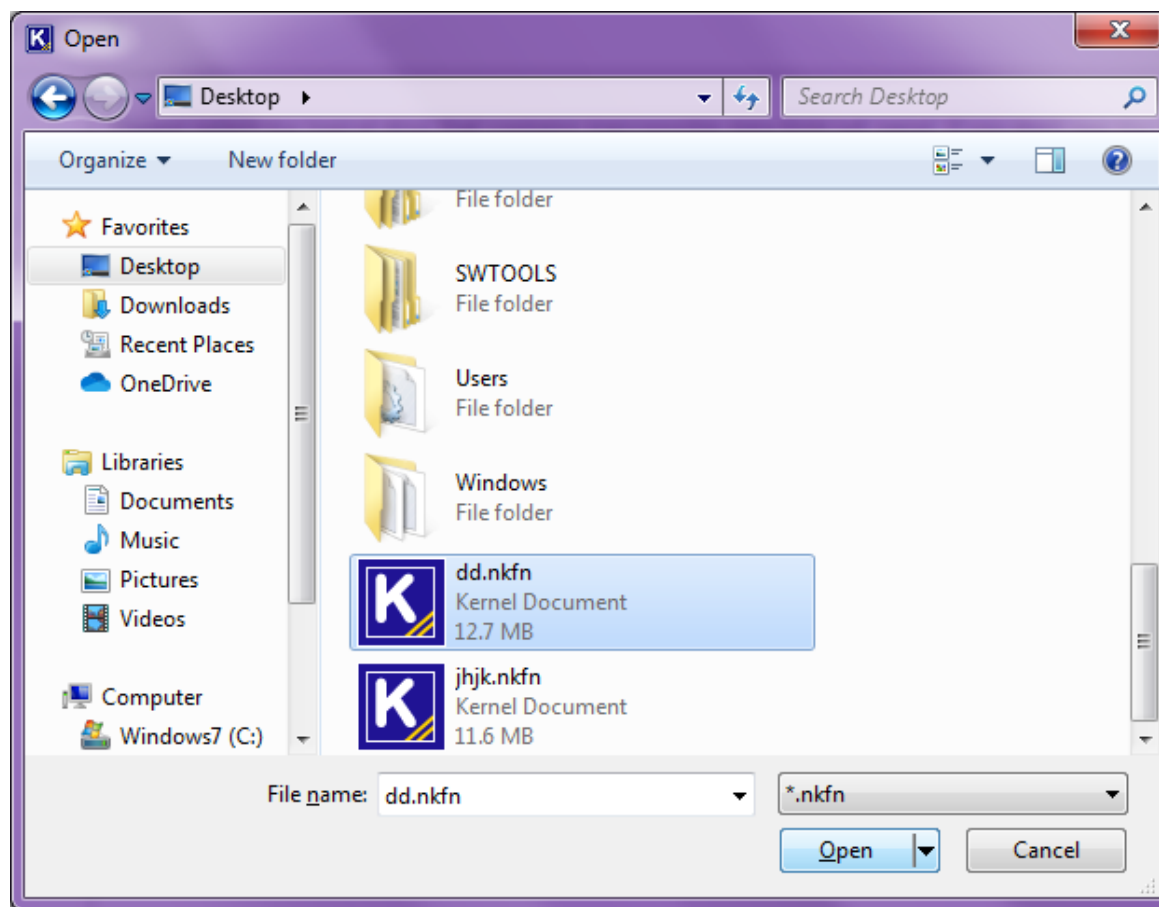 K Open
Desktop
Search Desktop
Organize
New folder
Favorites
Desktop
Downloads
Recent Places
OneDrive
Libraries
Documents
Music
Pictures
Videos
Computer
Windows7 (C:)
File folder
SWTOOLS
File folder
Users
File folder
Windows
File folder
K
dd.nkfn
Kernel Document
12.7 MB
K
jhjk.nkfn
Kernel Document
11.6 MB
File name: dd.nkfn
*.nkfn
Open
Cancel